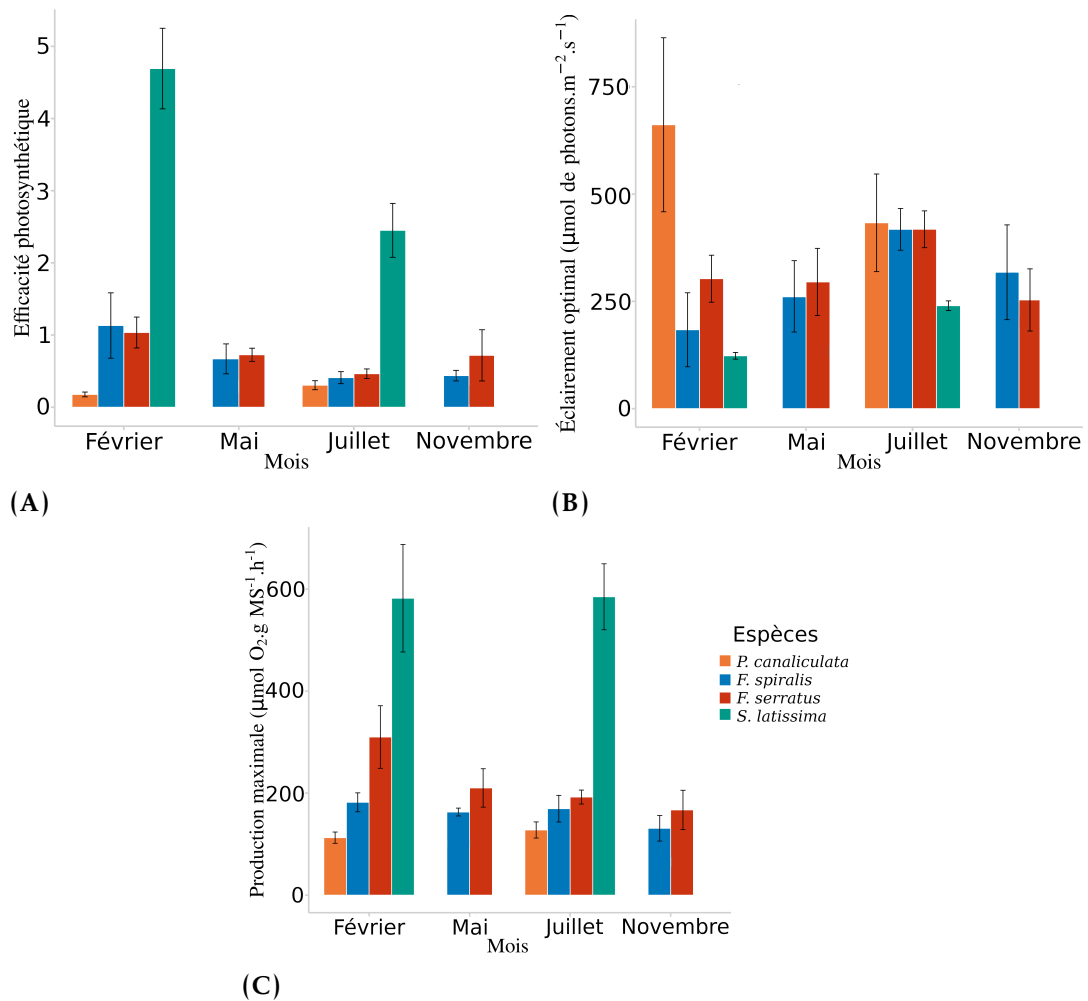 Efficacité photosynthétique
5
4
3
2
1
0
Février Mai Juillet Novembre
Mois
(A)
Éclairement optimal (μmol de photons.m⁻².s⁻¹)
750
500
250
0
Février Mai Juillet Novembre
Mois
(B)
Production maximale (μmol O₂.g MS⁻¹.h⁻¹)
600
400
200
0
Février Mai Juillet Novembre
Mois
(C)
Espèces
P. canaliculata
F. spiralis
F. serratus
S. latissima